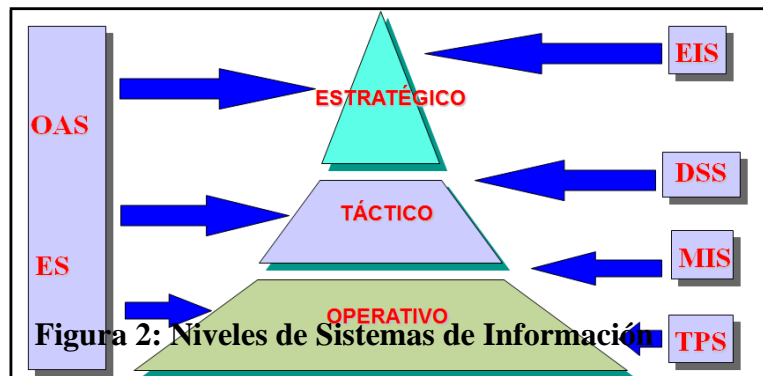 EIS
ESTRATÉGICO
OAS
DSS
TÁCTICO
ES
MIS
OPERATIVO
Figura 2: Niveles de Sistemas de Información
TPS